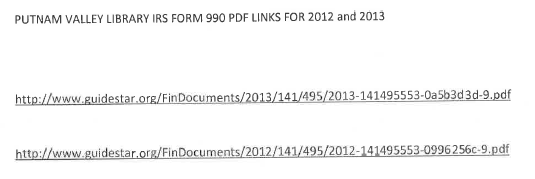 PUTNAM VALLEY LIBRARY IRS FORM 990 PDF LINKS FOR 2012 and 2013
http://www.guidestar.org/FinDocuments/2013/141/495/2013-141495553-0a5b3d3d-9.pdf
http://www.guidestar.org/FinDocuments/2012/141/495/2012-141495553-0996256c-9.pdf